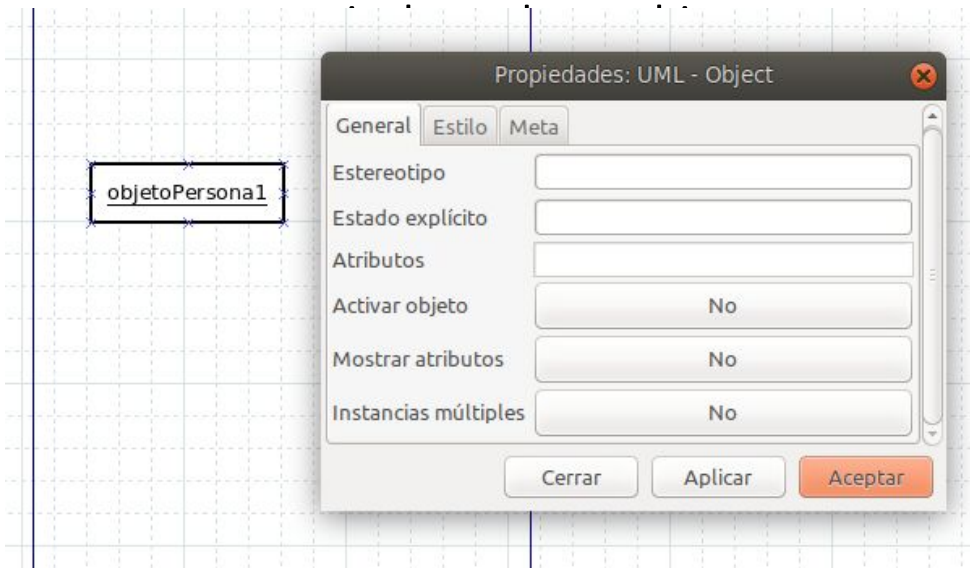 Propiedades: UML - Object
General Estilo Meta
objetoPersona1
Estereotipo
Estado explícito
Atributos
Activar objeto No
Mostrar atributos No
Instancias múltiples No
Cerrar Aplicar Aceptar